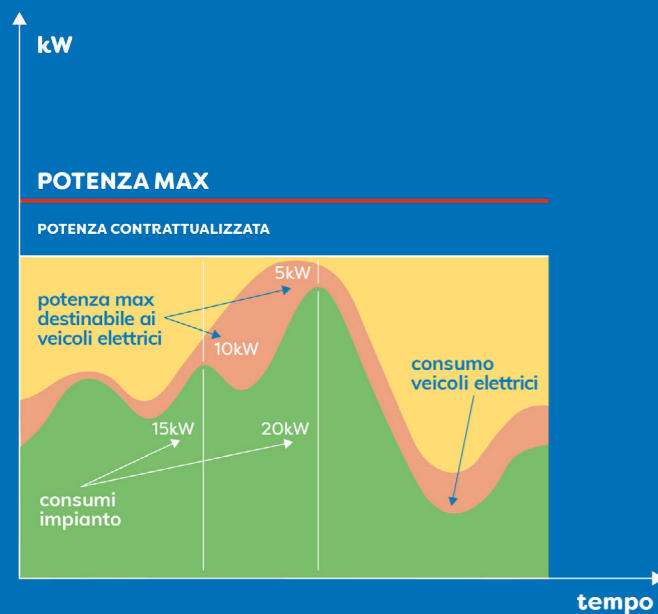 kW
POTENZA MAX
POTENZA CONTRATTUALIZZATA
5kW
potenza max
destinabile ai
veicoli elettrici
10kW
consumo
veicoli elettrici
15kW
20kW
consumi
impianto
tempo